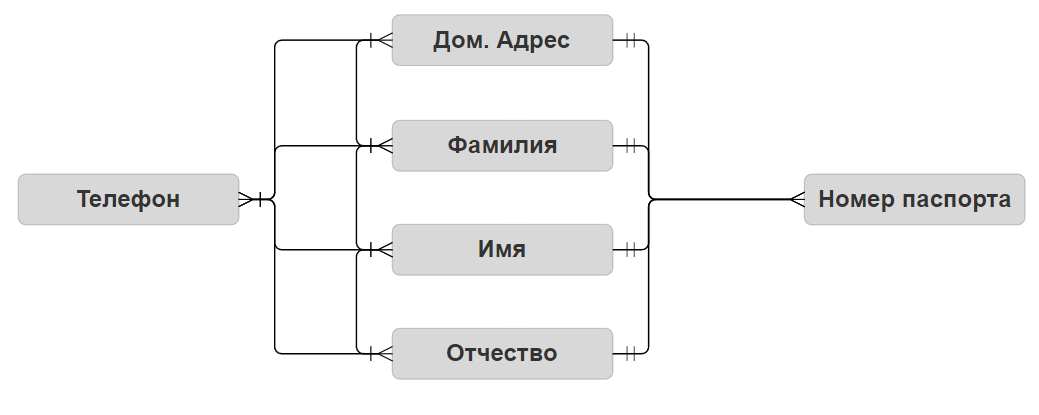 Дом. Адрес
Фамилия
Телефон
Номер паспорта
Имя
Отчество